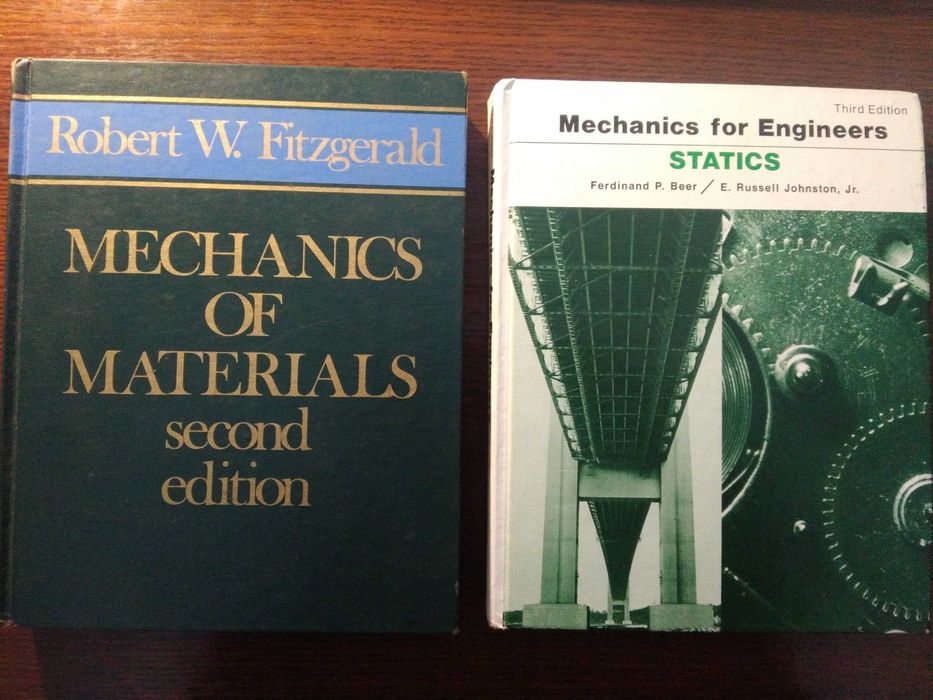 Robert W. Fitzgerald
MECHANICS
OF
MATERIALS
second
edition
Third Edition
Mechanics for Engineers
STATICS
Ferdinand P. Beer / E. Russell Johnston, Jr.